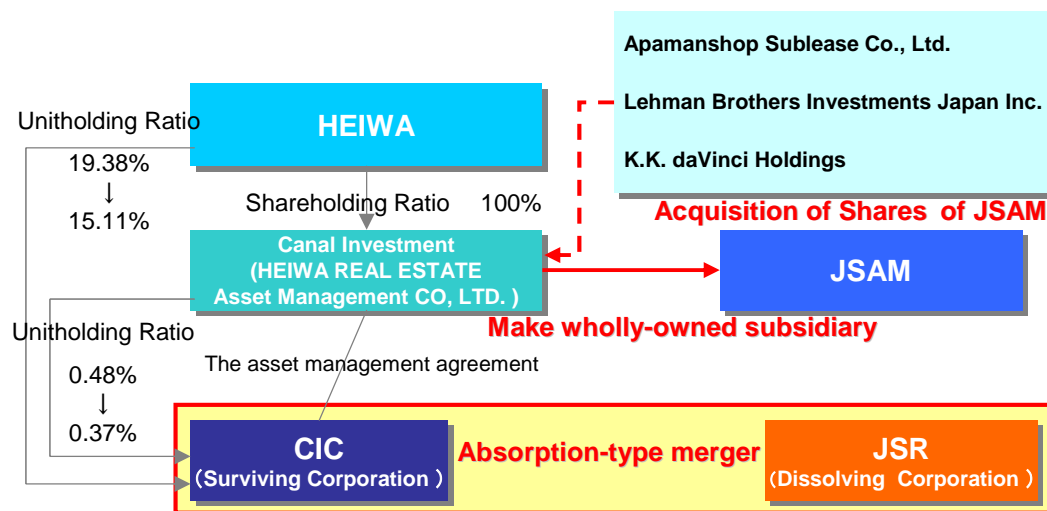 Apamanshop Sublease Co., Ltd.
Lehman Brothers Investments Japan Inc.
K.K. daVinci Holdings
HEIWA
Unitholding Ratio
19.38%
↓
15.11%
Shareholding Ratio 100%
Acquisition of Shares of JSAM
Canal Investment
(HEIWA REAL ESTATE
Asset Management CO, LTD. )
JSAM
Make wholly-owned subsidiary
Unitholding Ratio
0.48%
↓
0.37%
The asset management agreement
CIC
（Surviving Corporation ）
Absorption-type merger
JSR
（Dissolving Corporation ）